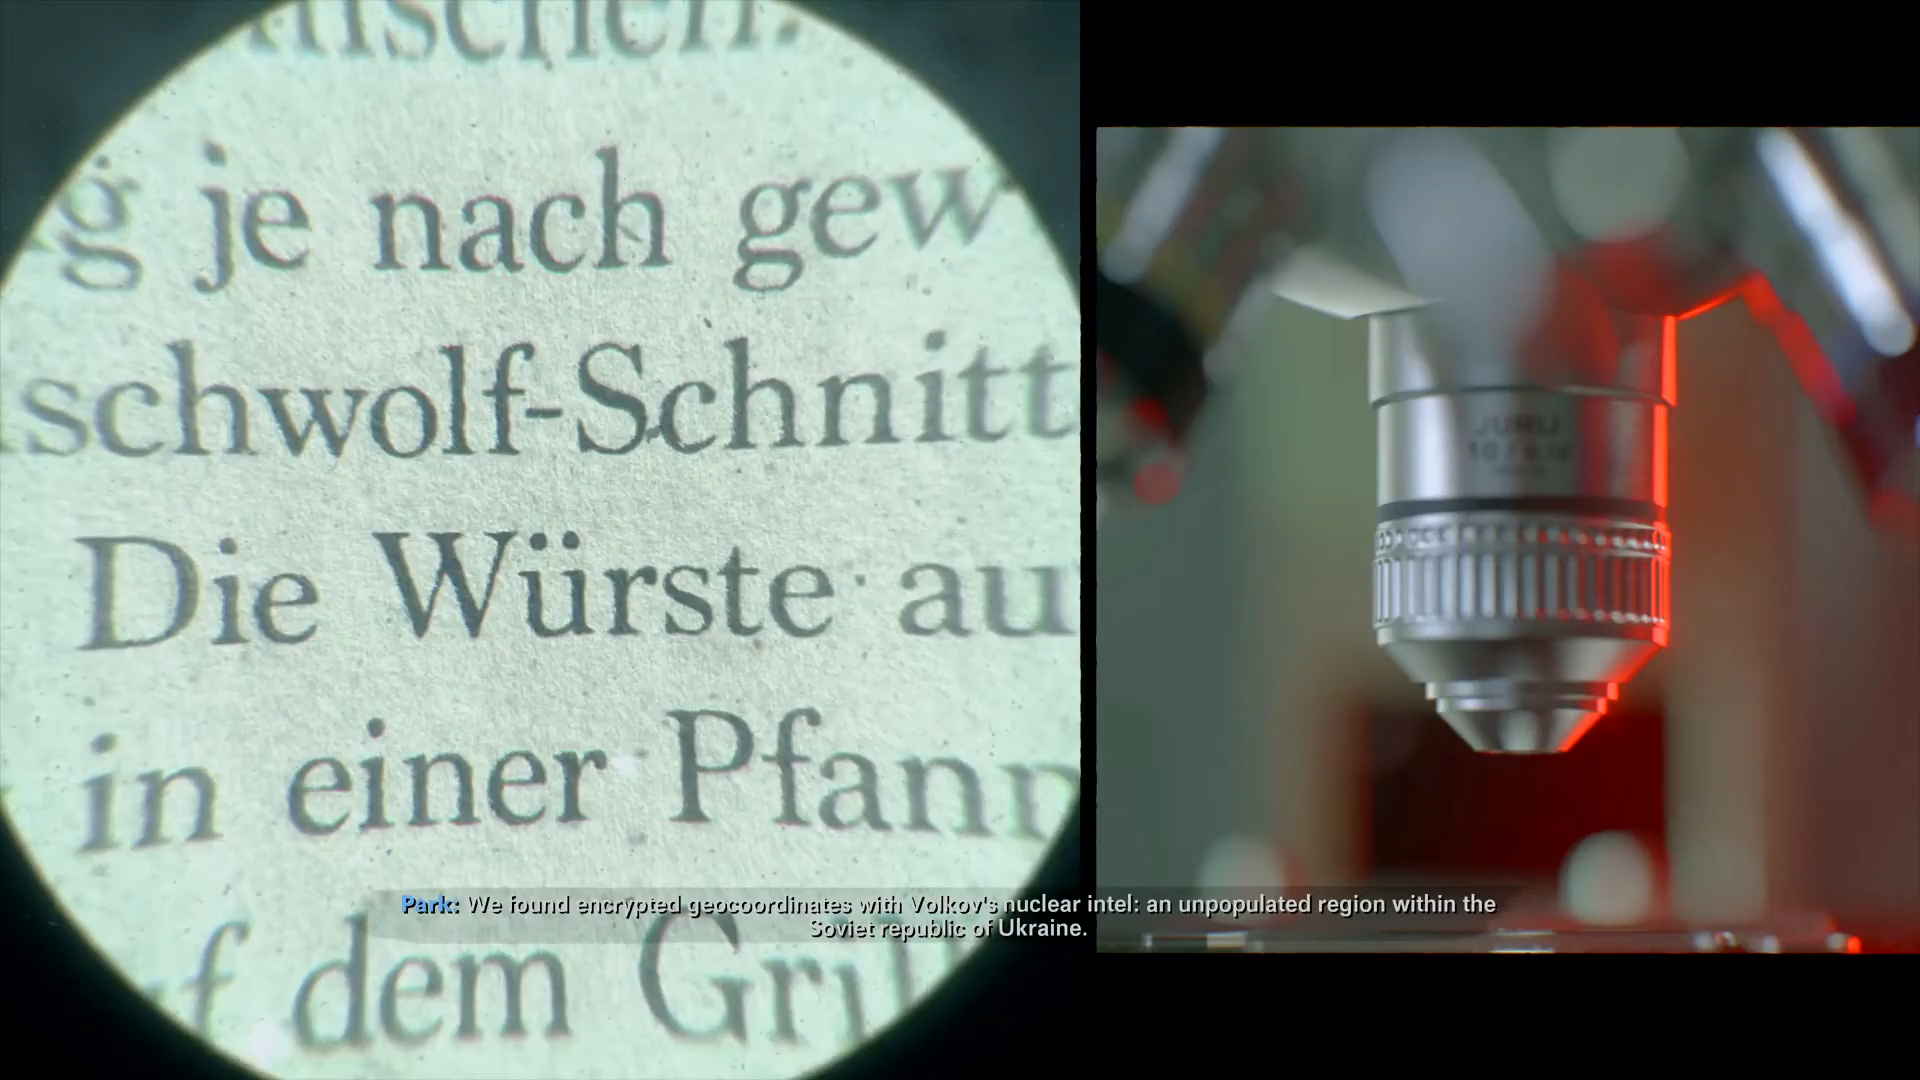 je nach gew
schwolf-Schnitt
Die Würste au
in einer Pfann
f dem Grill
Park: We found encrypted geocoordinates with Volkov's nuclear intel: an unpopulated region within the
Soviet republic of Ukraine.